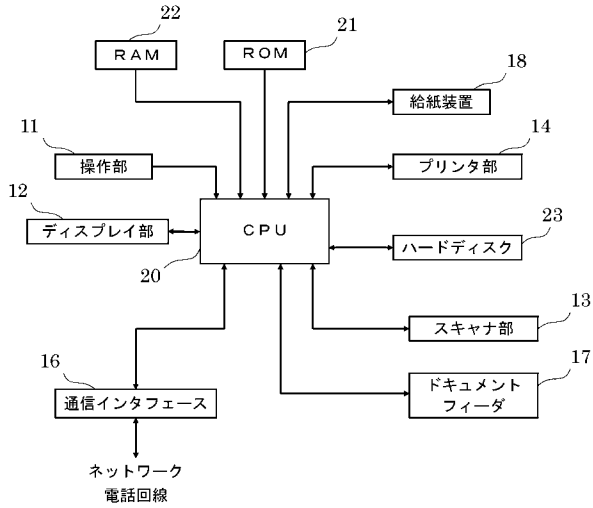 22
21
RAM
ROM
18
給紙装置
11
14
操作部
プリンタ部
12
ディスプレイ部
CPU
23
ハードディスク
20
13
スキャナ部
16
17
通信インタフェース
ドキュメント
フィーダ
ネットワーク
電話回線